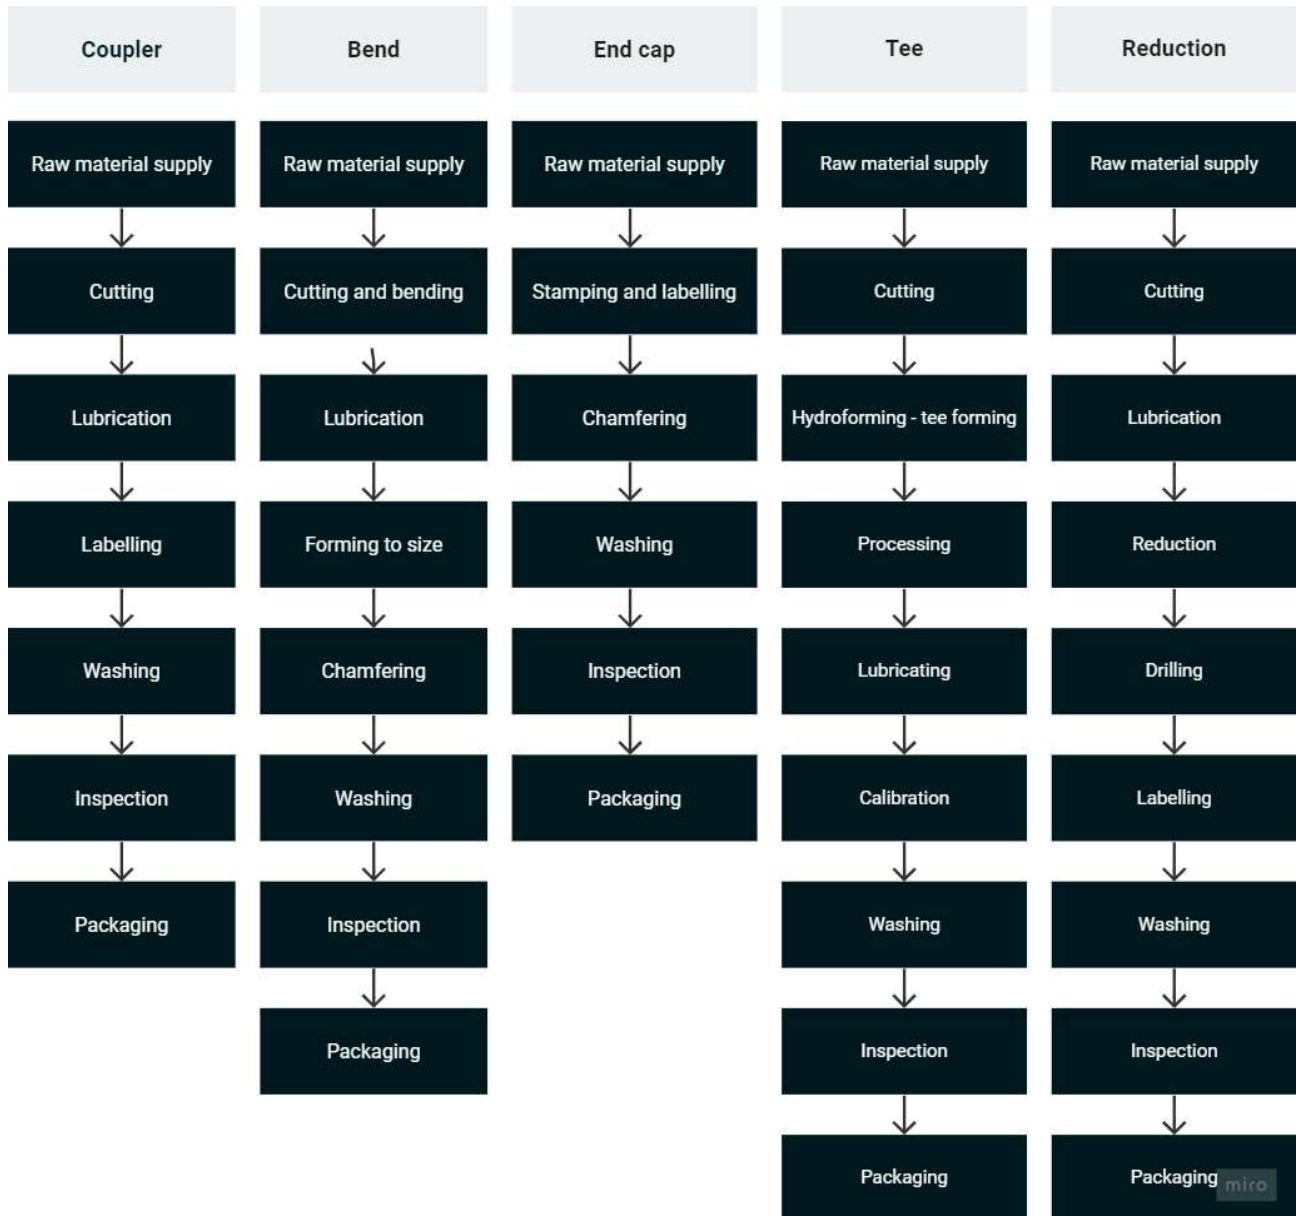 Coupler
Raw material supply
Cutting
Lubrication
Labelling
Washing
Inspection
Packaging
Bend
Raw material supply
Cutting and bending
Lubrication
Forming to size
Chamfering
Washing
Inspection
Packaging
End cap
Raw material supply
Stamping and labelling
Chamfering
Washing
Inspection
Packaging
Tee
Raw material supply
Cutting
Hydroforming - tee forming
Processing
Lubricating
Calibration
Washing
Inspection
Packaging
Reduction
Raw material supply
Cutting
Lubrication
Reduction
Drilling
Labelling
Washing
Inspection
Packaging
miro